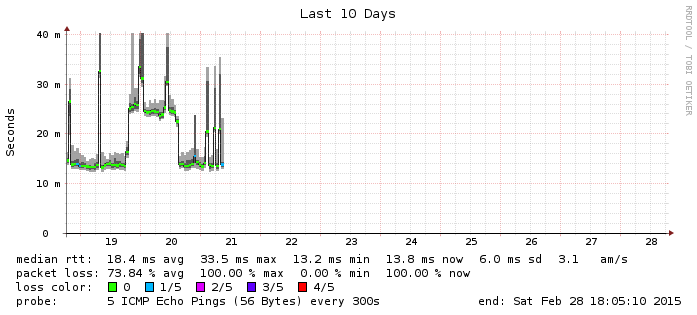 Last 10 Days
RRDTOOL / TOBI OETIKER
Seconds
40 m
30 m
20 m
10 m
0
19 20 21 22 23 24 25 26 27 28
median rtt: 18.4 ms avg 33.5 ms max 13.2 ms min 13.8 ms now 6.0 ms sd 3.1 am/s
packet loss: 73.84 % avg 100.00 % max 0.00 % min 100.00 % now
loss color: 0 1/5 2/5 3/5 4/5
probe: 5 ICMP Echo Pings (56 Bytes) every 300s end: Sat Feb 28 18:05:10 2015